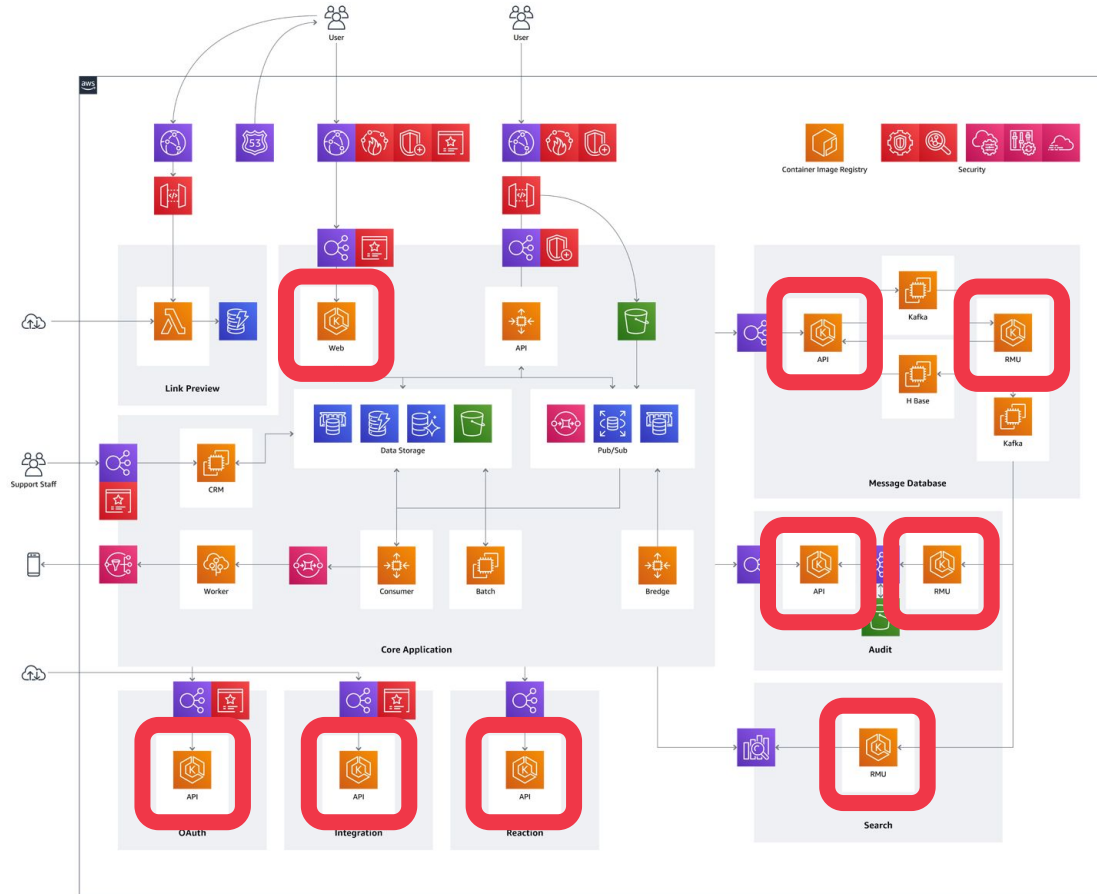 User
User
aws
53
Container Image Registry
Security
Web
API
Kafka
API
RMU
H Base
Kafka
Link Preview
Message Database
Data Storage
Pub/Sub
Support Staff
CRM
Worker
Consumer
Batch
Bredge
API
RMU
Audit
Core Application
API
API
API
OAuth
Integration
Reaction
RMU
Search